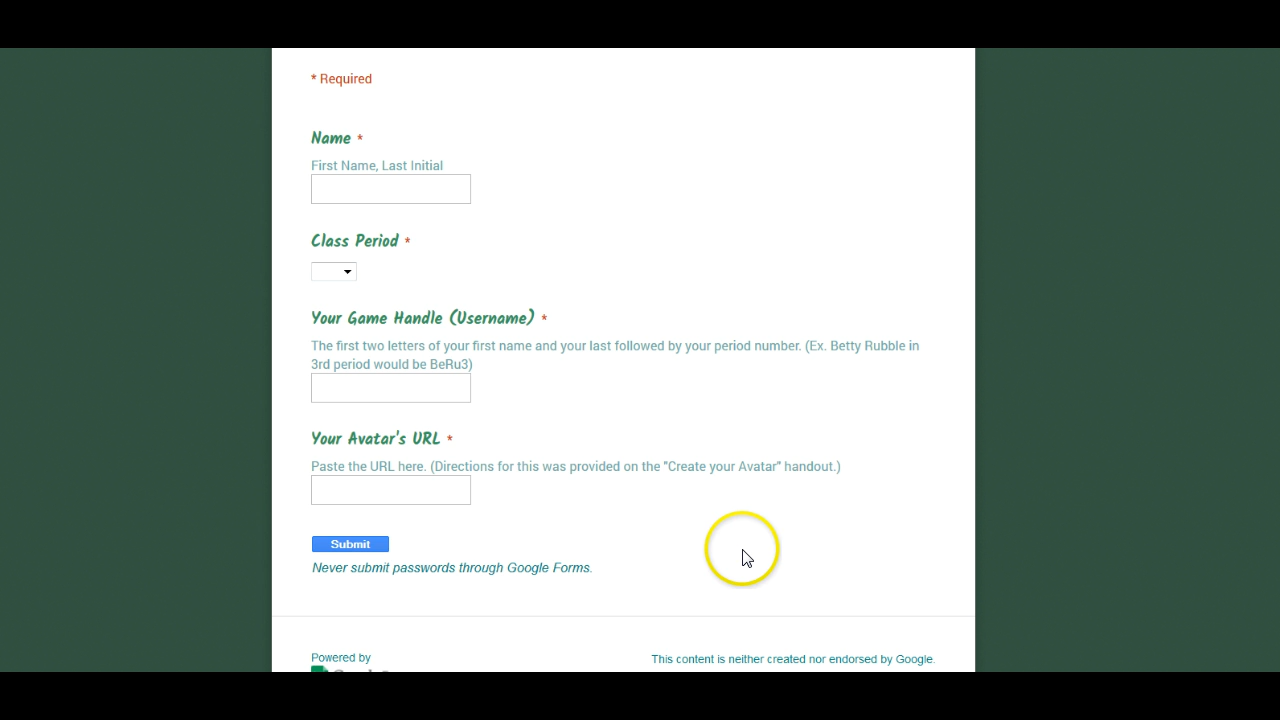 * Required
Name *
First Name, Last Initial
Class Period *
Your Game Handle (Username) *
The first two letters of your first name and your last followed by your period number. (Ex. Betty Rubble in
3rd period would be BeRu3)
Your Avatar's URL *
Paste the URL here. (Directions for this was provided on the "Create your Avatar" handout.)
Submit
Never submit passwords through Google Forms.
Powered by
This content is neither created nor endorsed by Google.